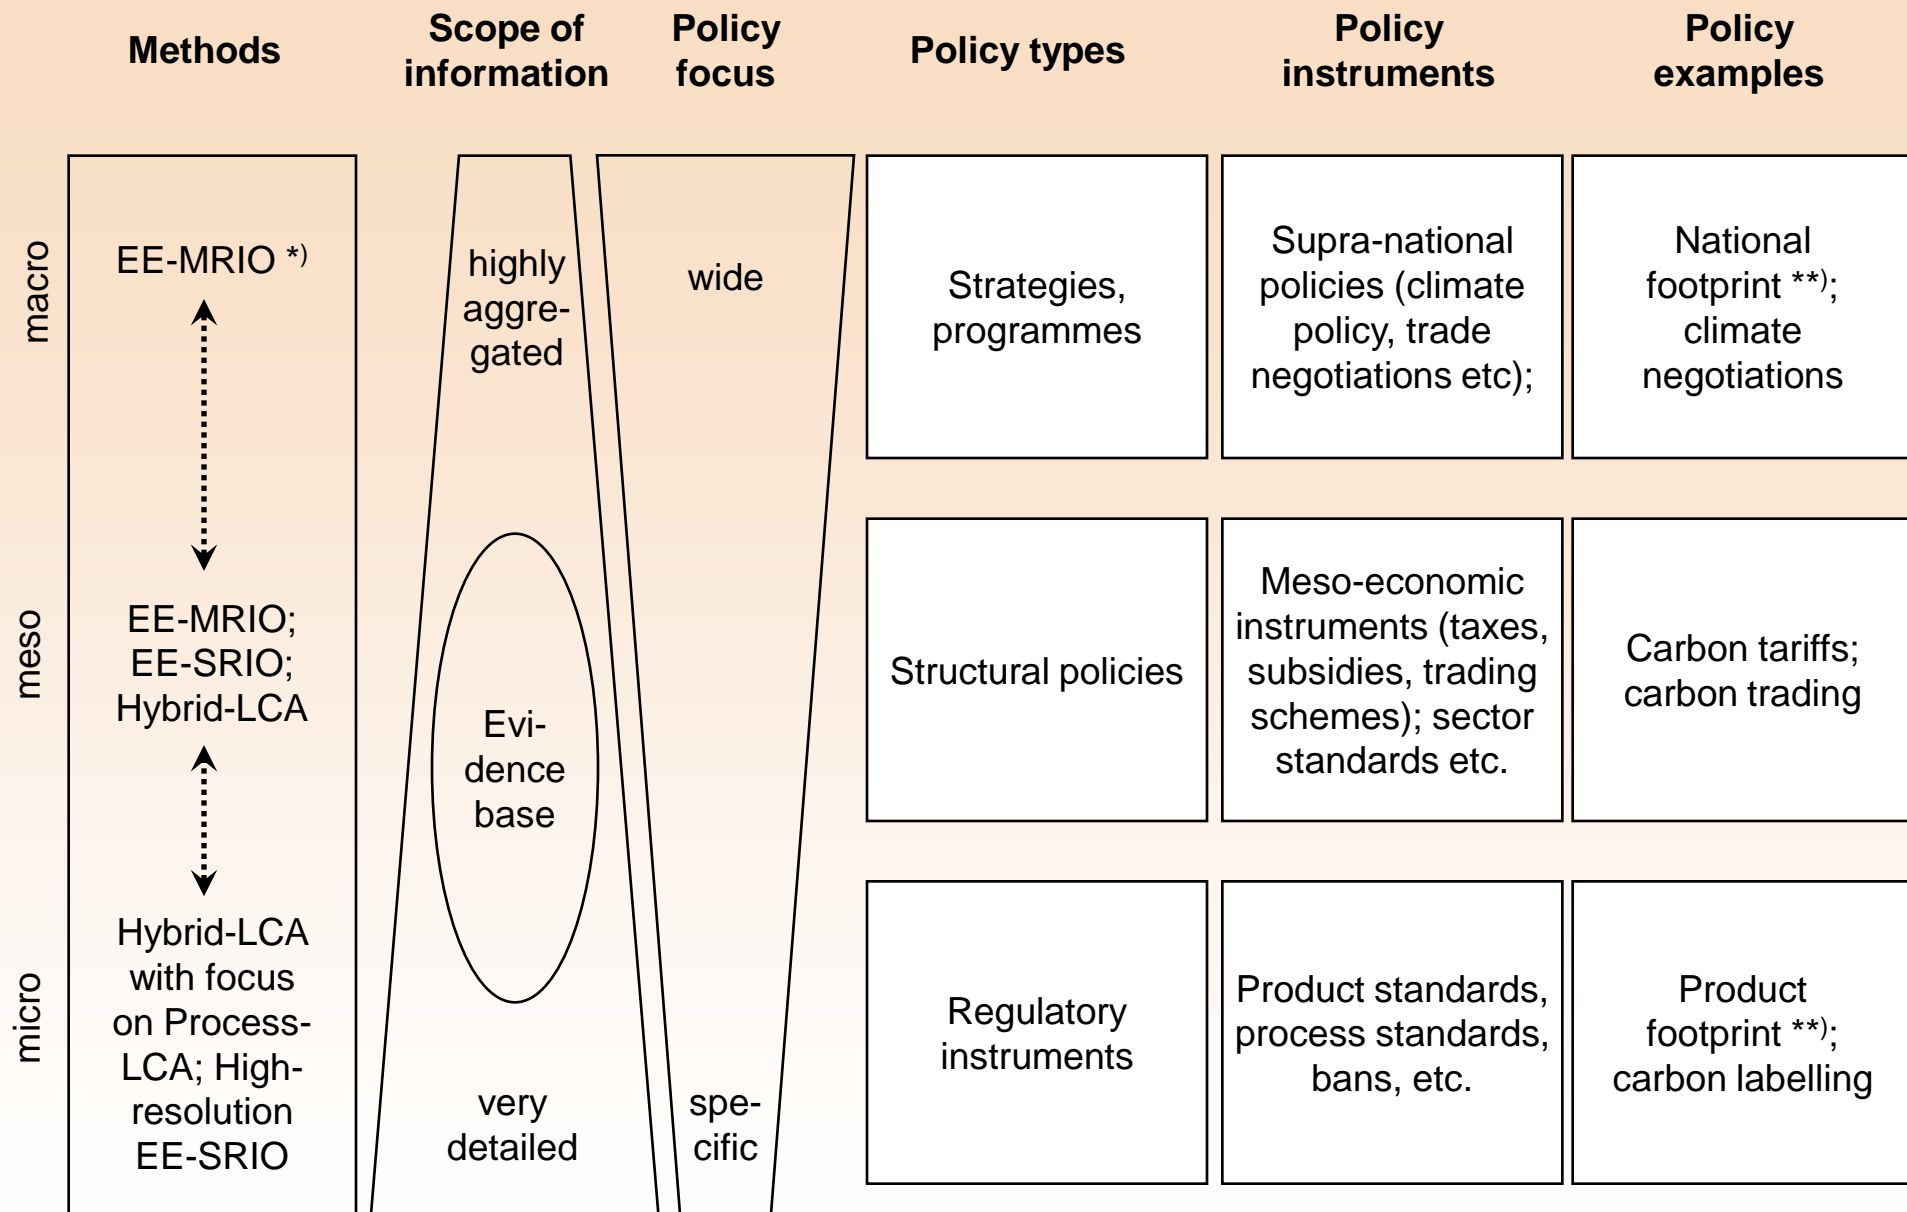 Methods
Scope of
information
Policy
focus
Policy types
Policy
instruments
Policy
examples
macro
EE-MRIO *)
highly
aggre-
gated
wide
Strategies,
programmes
Supra-national
policies (climate
policy, trade
negotiations etc);
National
footprint **);
climate
negotiations
meso
EE-MRIO;
EE-SRIO;
Hybrid-LCA
Evi-
dence
base
Structural policies
Meso-economic
instruments (taxes,
subsidies, trading
schemes); sector
standards etc.
Carbon tariffs;
carbon trading
micro
Hybrid-LCA
with focus
on Process-
LCA; High-
resolution
EE-SRIO
very
detailed
spe-
cific
Regulatory
instruments
Product standards,
process standards,
bans, etc.
Product
footprint **);
carbon labelling